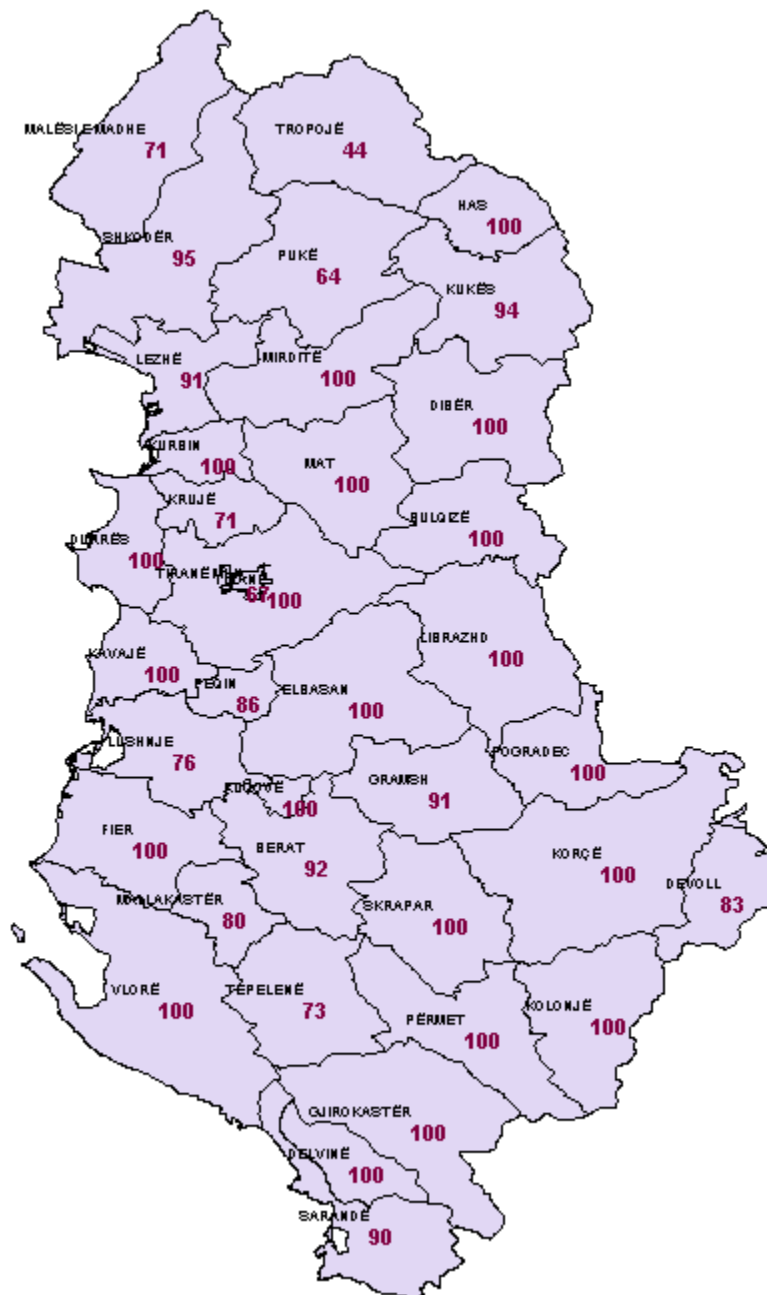 MALËSI E MADHE
71
TROPOJË
44
HAS
100
SHKODËR
95
PUKË
64
KUKËS
94
LEZHË
91
MIRDITË
100
DIBËR
100
KURBIN
100
MAT
100
KRUJË
71
BULQIZË
100
DURRËS
100
67
100
LIBRAZHD
100
KAVAJË
100
PEQIN
86
ELBASAN
100
LUSHNJE
76
POGRADEC
100
KUÇOVË
100
GRAMSH
91
FIER
100
BERAT
92
KORÇË
100
DEVOLL
83
MALLAKASTËR
80
SKRAPAR
100
VLORË
100
TEPELENË
73
PËRMET
100
KOLONJË
100
GJIROKASTËR
100
DELVINË
100
SARANDË
90